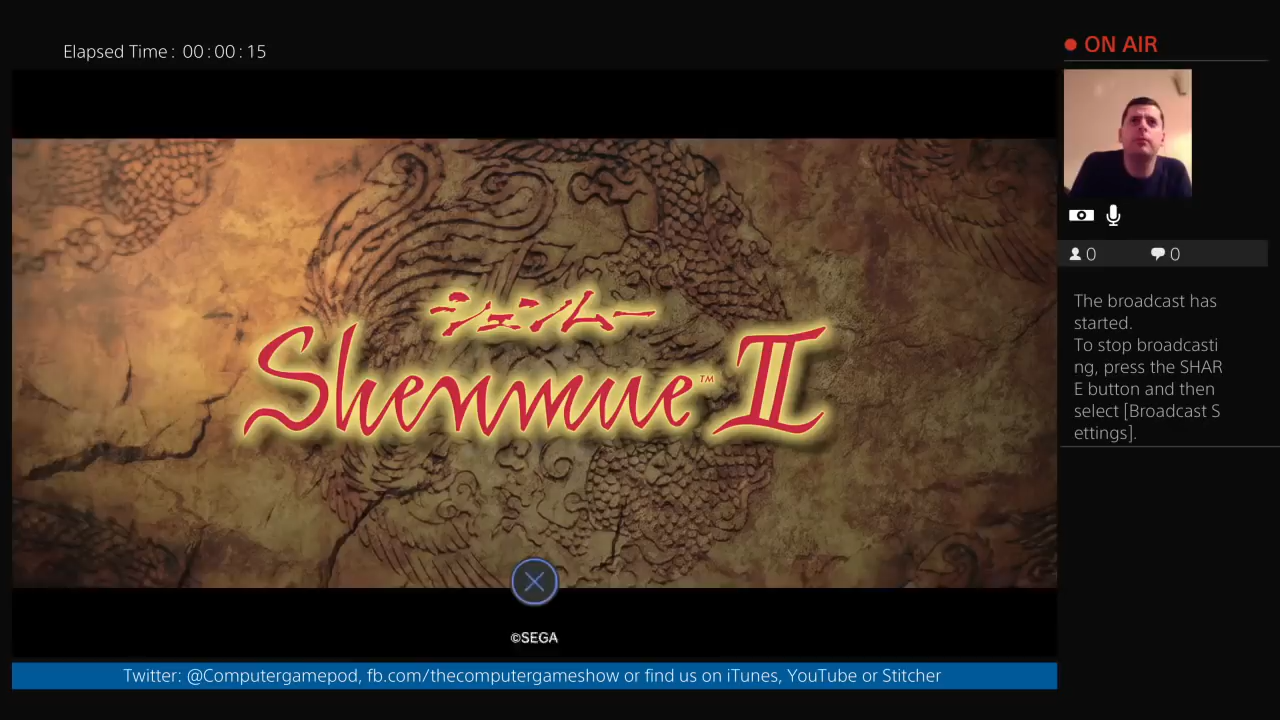 Elapsed Time: 00:00:15
ON AIR
0 0
The broadcast has
started.
To stop broadcasti
ng, press the SHAR
E button and then
select [Broadcast S
ettings].
シェンムー
Shenmue™ II
©SEGA
Twitter: @Computergamepod, fb.com/thecomputergameshow or find us on iTunes, YouTube or Stitcher